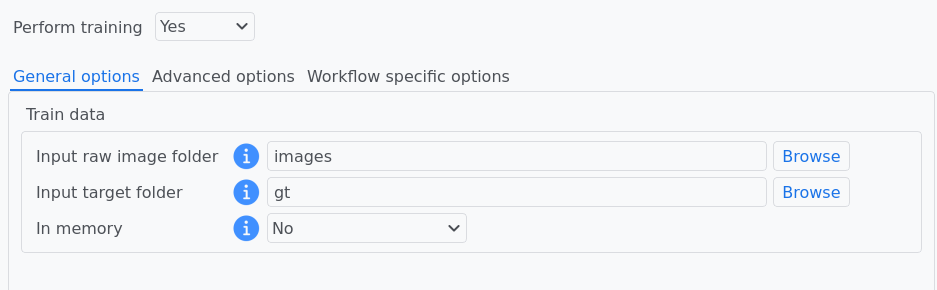 Perform training Yes
General options Advanced options Workflow specific options
Train data
Input raw image folder i images Browse
Input target folder i gt Browse
In memory i No